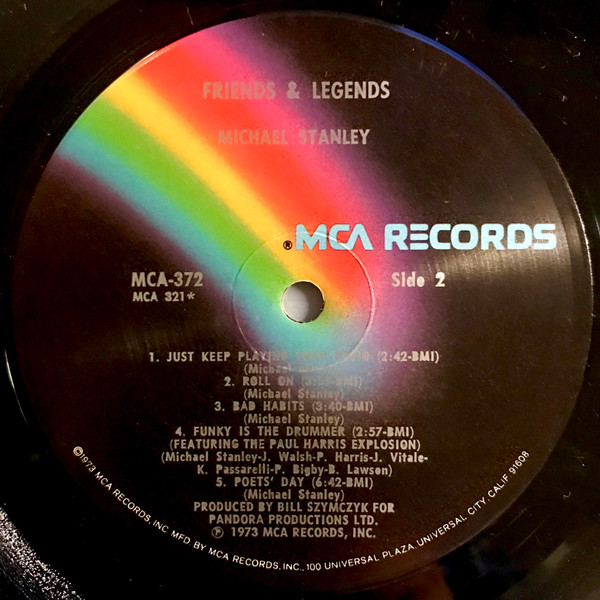 FRIENDS & LEGENDS
MICHAEL STANLEY
®MCA RECORDS
MCA-372
MCA 321*
Side 2
1. JUST KEEP PLAYING RADIO (2:42-BMI)
(Michael
2. ROLL ON
(Michael Stanley)
3. BAD HABITS (3:40-BMI)
(Michael Stanley)
4. FUNKY IS THE DRUMMER (2:57-BMI)
(FEATURING THE PAUL HARRIS EXPLOSION)
(Michael Stanley-J. Walsh-P. Harris-J. Vitale-
K. Passarelli-P. Bigby-B. Lawson)
5. POETS' DAY (6:42-BMI)
(Michael Stanley)
PRODUCED BY BILL SZYMCZYK FOR
PANDORA PRODUCTIONS LTD.
℗ 1973 MCA RECORDS, INC.
©1973 MCA RECORDS, INC MFD BY MCA RECORDS, INC., 100 UNIVERSAL PLAZA, UNIVERSAL CITY, CALIF. 91608